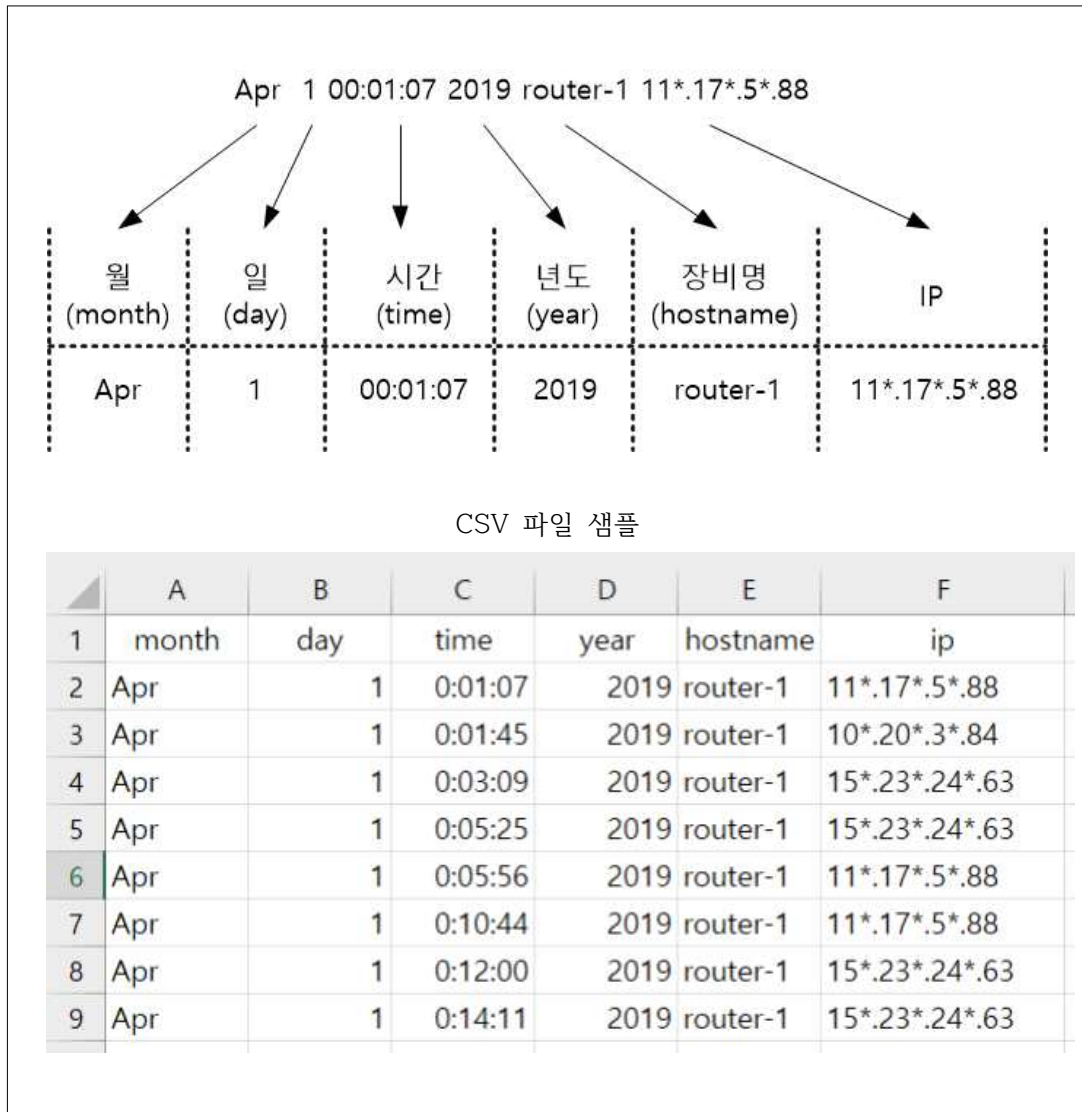 Apr 1 00:01:07 2019 router-1 11*.17*.5*.88
월 일 시간 년도 장비명 IP
(month) (day) (time) (year) (hostname)
Apr 1 00:01:07 2019 router-1 11*.17*.5*.88
CSV 파일 샘플
A B C D E F
1 month day time year hostname ip
2 Apr 1 0:01:07 2019 router-1 11*.17*.5*.88
3 Apr 1 0:01:45 2019 router-1 10*.20*.3*.84
4 Apr 1 0:03:09 2019 router-1 15*.23*.24*.63
5 Apr 1 0:05:25 2019 router-1 15*.23*.24*.63
6 Apr 1 0:05:56 2019 router-1 11*.17*.5*.88
7 Apr 1 0:10:44 2019 router-1 11*.17*.5*.88
8 Apr 1 0:12:00 2019 router-1 15*.23*.24*.63
9 Apr 1 0:14:11 2019 router-1 15*.23*.24*.63